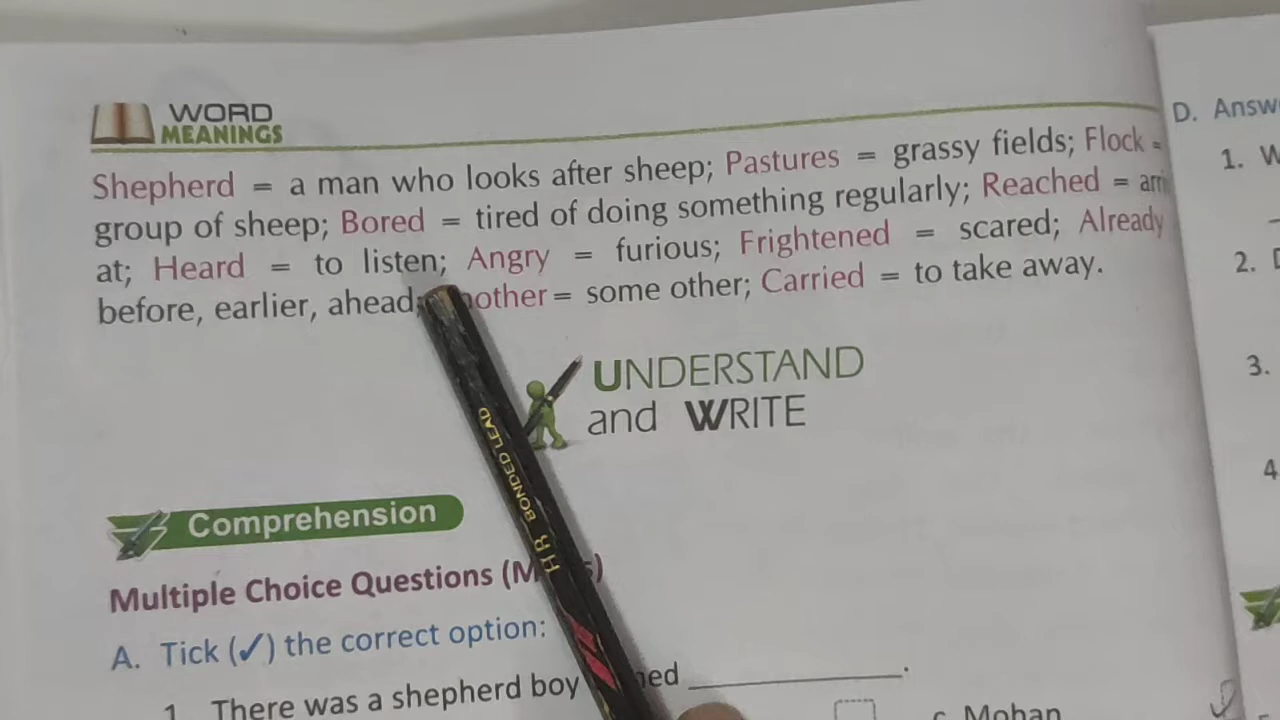 WORD
MEANINGS
Shepherd = a man who looks after sheep; Pastures = grassy fields; Flock =
group of sheep; Bored = tired of doing something regularly; Reached =
at; Heard = to listen; Angry = furious; Frightened = scared; Already
before, earlier, ahead; = some other; Carried = to take away.
UNDERSTAND
and WRITE
Comprehension
Multiple Choice Questions
A. Tick (✓) the correct option:
1. There was a shepherd boy ____________.
c. Mohan
HR BONDED LEAD
D.
1.
2.
3.
4